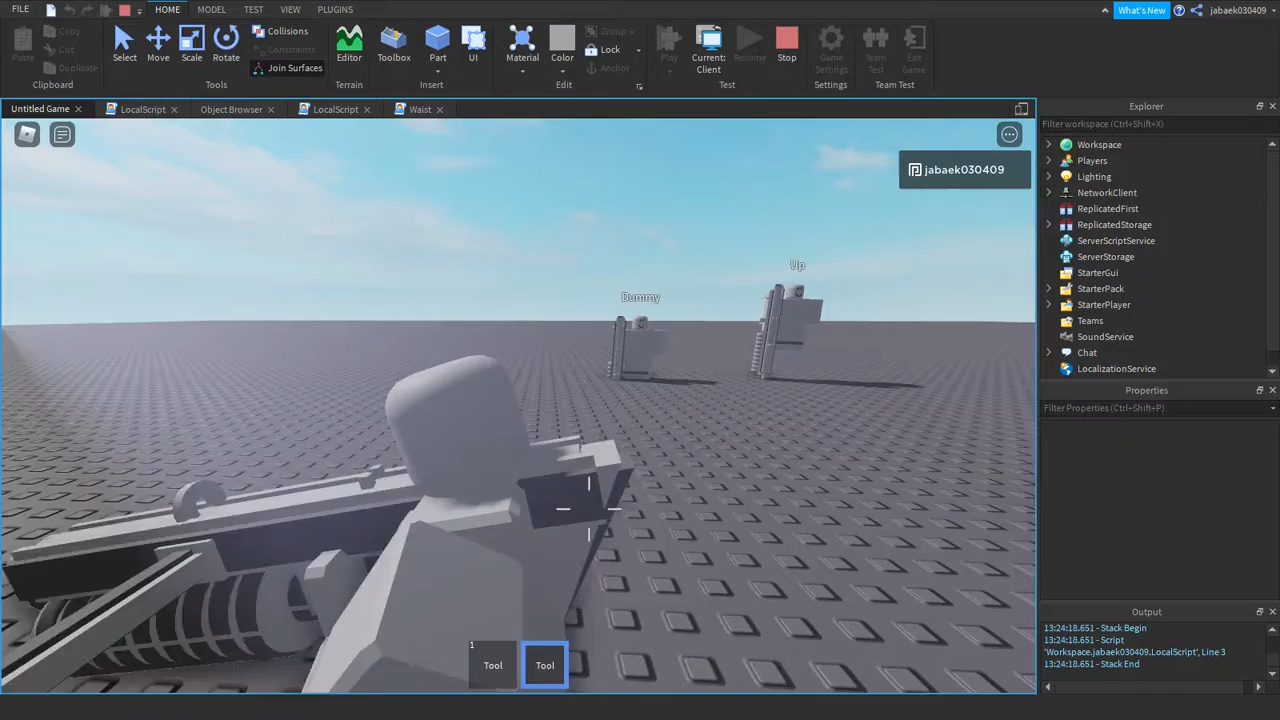 FILE
HOME
MODEL
TEST
VIEW
PLUGINS
What's New
jabaek030409
Paste
Copy
Cut
Duplicate
Clipboard
Select
Move
Scale
Rotate
Collisions
Constraints
Join Surfaces
Tools
Editor
Terrain
Toolbox
Part
UI
Insert
Material
Color
Group
Lock
Anchor
Edit
Play
Current:
Client
Resume
Stop
Test
Game
Settings
Settings
Team
Test
Exit
Game
Team Test
Untitled Game
LocalScript
Object Browser
LocalScript
Waist
jabaek030409
Up
Dummy
1
Tool
Tool
Explorer
Filter workspace (Ctrl+Shift+X)
Workspace
Players
Lighting
NetworkClient
ReplicatedFirst
ReplicatedStorage
ServerScriptService
ServerStorage
StarterGui
StarterPack
StarterPlayer
Teams
SoundService
Chat
LocalizationService
Properties
Filter Properties (Ctrl+Shift+P)
Output
13:24:18.651 - Stack Begin
13:24:18.651 - Script
'Workspace.jabaek030409.LocalScript', Line 3
13:24:18.651 - Stack End